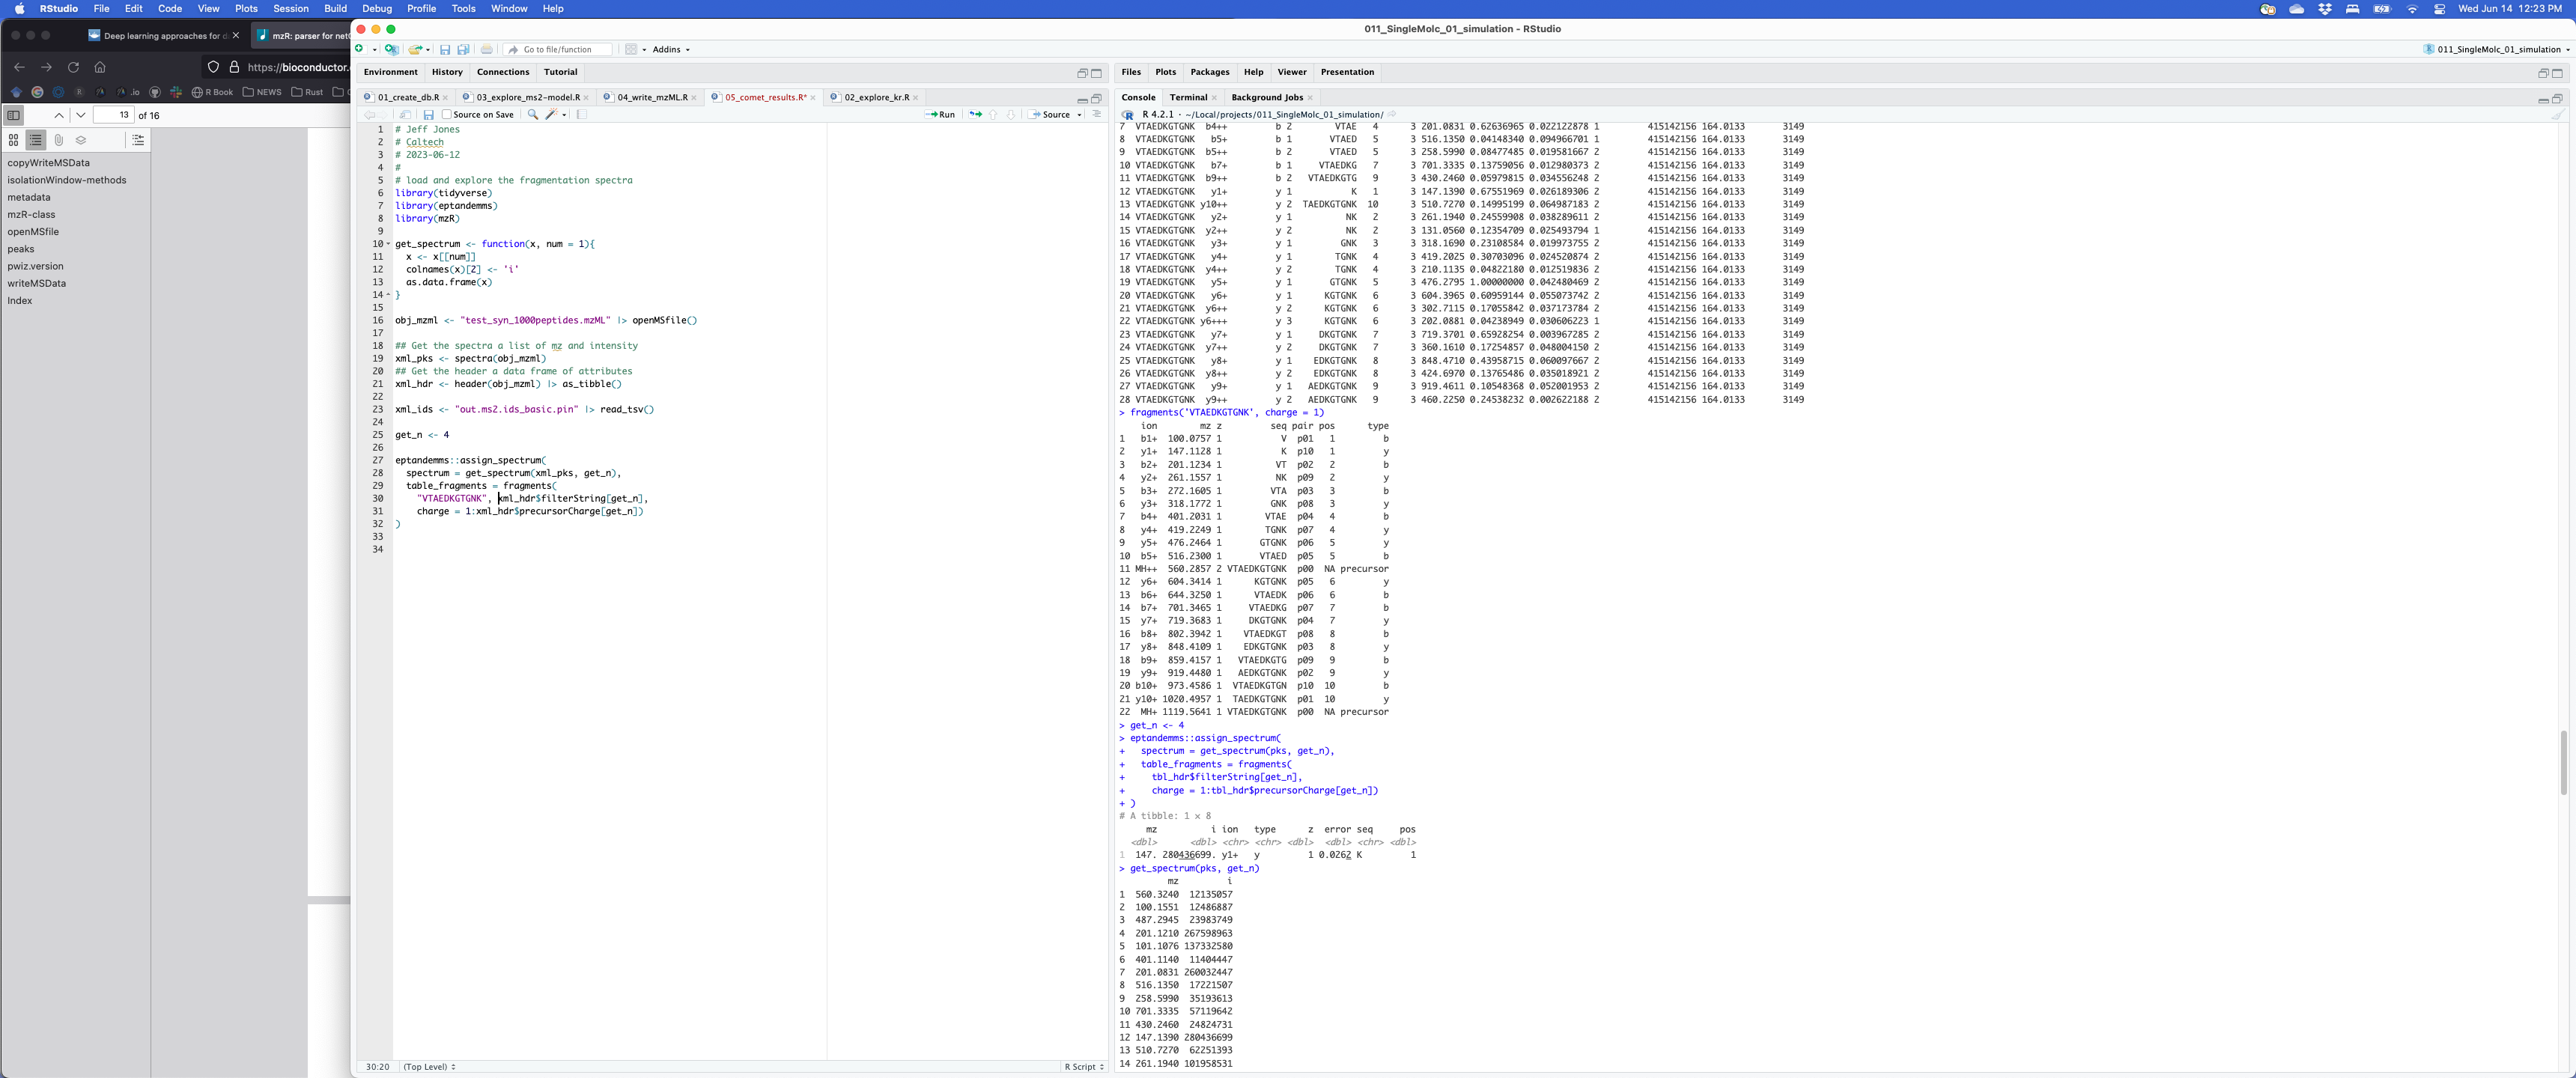 RStudio File Edit Code View Plots Session Build Debug Profile Tools Window Help
Wed Jun 14 12:23 PM
Deep learning approaches for d
mzR: parser for netC
https://bioconductor.
.io
R Book
NEWS
Rust
13 of 16
copyWriteMSData
isolationWindow-methods
metadata
mzR-class
openMSfile
peaks
pwiz.version
writeMSData
Index
011_SingleMolc_01_simulation - RStudio
Go to file/function
Addins
011_SingleMolc_01_simulation
Environment History Connections Tutorial
01_create_db.R 03_explore_ms2-model.R 04_write_mzML.R 05_comet_results.R* 02_explore_kr.R
Source on Save
Run
Source
1 # Jeff Jones
2 # Caltech
3 # 2023-06-12
4 #
5 # load and explore the fragmentation spectra
6 library(tidyverse)
7 library(eptandemms)
8 library(mzR)
9
10 get_spectrum <- function(x, num = 1){
11 x <- x[[num]]
12 colnames(x)[2] <- 'i'
13 as.data.frame(x)
14 }
15
16 obj_mzml <- "test_syn_1000peptides.mzML" |> openMSfile()
17
18 ## Get the spectra a list of mz and intensity
19 xml_pks <- spectra(obj_mzml)
20 ## Get the header a data frame of attributes
21 xml_hdr <- header(obj_mzml) |> as_tibble()
22
23 xml_ids <- "out.ms2.ids_basic.pin" |> read_tsv()
24
25 get_n <- 4
26
27 eptandemms::assign_spectrum(
28 spectrum = get_spectrum(xml_pks, get_n),
29 table_fragments = fragments(
30 "VTAEDKGTGNK", xml_hdr$filterString[get_n],
31 charge = 1:xml_hdr$precursorCharge[get_n])
32 )
33
34
30:20 (Top Level)
R Script
Files Plots Packages Help Viewer Presentation
Console Terminal Background Jobs
R 4.2.1 · ~/Local/projects/011_SingleMolc_01_simulation/
7 VTAEDKGTGNK b4++ b 2 VTAE 4 3 201.0831 0.62636965 0.022122878 1 415142156 164.0133 3149
8 VTAEDKGTGNK b5+ b 1 VTAED 5 3 516.1350 0.04148340 0.094966701 1 415142156 164.0133 3149
9 VTAEDKGTGNK b5++ b 2 VTAED 5 3 258.5990 0.08477485 0.019581667 2 415142156 164.0133 3149
10 VTAEDKGTGNK b7+ b 1 VTAEDKG 7 3 701.3335 0.13759056 0.012980373 2 415142156 164.0133 3149
11 VTAEDKGTGNK b9++ b 2 VTAEDKGTG 9 3 430.2460 0.05979815 0.034556248 2 415142156 164.0133 3149
12 VTAEDKGTGNK y1+ y 1 K 1 3 147.1390 0.67551969 0.026189306 2 415142156 164.0133 3149
13 VTAEDKGTGNK y10++ y 2 TAEDKGTGNK 10 3 510.7270 0.14995199 0.064987183 2 415142156 164.0133 3149
14 VTAEDKGTGNK y2+ y 1 NK 2 3 261.1940 0.24559908 0.038289611 2 415142156 164.0133 3149
15 VTAEDKGTGNK y2++ y 2 NK 2 3 131.0560 0.12354709 0.025493794 1 415142156 164.0133 3149
16 VTAEDKGTGNK y3+ y 1 GNK 3 3 318.1690 0.23108584 0.019973755 2 415142156 164.0133 3149
17 VTAEDKGTGNK y4+ y 1 TGNK 4 3 419.2025 0.30703096 0.024520874 2 415142156 164.0133 3149
18 VTAEDKGTGNK y4++ y 2 TGNK 4 3 210.1135 0.04822180 0.012519836 2 415142156 164.0133 3149
19 VTAEDKGTGNK y5+ y 1 GTGNK 5 3 476.2795 1.00000000 0.042480469 2 415142156 164.0133 3149
20 VTAEDKGTGNK y6+ y 1 KGTGNK 6 3 604.3965 0.60959144 0.055073742 2 415142156 164.0133 3149
21 VTAEDKGTGNK y6++ y 2 KGTGNK 6 3 302.7115 0.17055842 0.037173784 2 415142156 164.0133 3149
22 VTAEDKGTGNK y6+++ y 3 KGTGNK 6 3 202.0881 0.04238949 0.030606223 1 415142156 164.0133 3149
23 VTAEDKGTGNK y7+ y 1 DKGTGNK 7 3 719.3701 0.65928254 0.003967285 2 415142156 164.0133 3149
24 VTAEDKGTGNK y7++ y 2 DKGTGNK 7 3 360.1610 0.17254857 0.048004150 2 415142156 164.0133 3149
25 VTAEDKGTGNK y8+ y 1 EDKGTGNK 8 3 848.4710 0.43958715 0.060097667 2 415142156 164.0133 3149
26 VTAEDKGTGNK y8++ y 2 EDKGTGNK 8 3 424.6970 0.13765486 0.035018921 2 415142156 164.0133 3149
27 VTAEDKGTGNK y9+ y 1 AEDKGTGNK 9 3 919.4611 0.10548368 0.052001953 2 415142156 164.0133 3149
28 VTAEDKGTGNK y9++ y 2 AEDKGTGNK 9 3 460.2250 0.24538232 0.002622188 2 415142156 164.0133 3149
> fragments('VTAEDKGTGNK', charge = 1)
ion mz z seq pair pos type
1 b1+ 100.0757 1 V p01 1 b
2 y1+ 147.1128 1 K p10 1 y
3 b2+ 201.1234 1 VT p02 2 b
4 y2+ 261.1557 1 NK p09 2 y
5 b3+ 272.1605 1 VTA p03 3 b
6 y3+ 318.1772 1 GNK p08 3 y
7 b4+ 401.2031 1 VTAE p04 4 b
8 y4+ 419.2249 1 TGNK p07 4 y
9 y5+ 476.2464 1 GTGNK p06 5 y
10 b5+ 516.2300 1 VTAED p05 5 b
11 MH++ 560.2857 2 VTAEDKGTGNK p00 NA precursor
12 y6+ 604.3414 1 KGTGNK p05 6 y
13 b6+ 644.3250 1 VTAEDK p06 6 b
14 b7+ 701.3465 1 VTAEDKG p07 7 b
15 y7+ 719.3683 1 DKGTGNK p04 7 y
16 b8+ 802.3942 1 VTAEDKGT p08 8 b
17 y8+ 848.4109 1 EDKGTGNK p03 8 y
18 b9+ 859.4157 1 VTAEDKGTG p09 9 b
19 y9+ 919.4480 1 AEDKGTGNK p02 9 y
20 b10+ 973.4586 1 VTAEDKGTGN p10 10 b
21 y10+ 1020.4957 1 TAEDKGTGNK p01 10 y
22 MH+ 1119.5641 1 VTAEDKGTGNK p00 NA precursor
> get_n <- 4
> eptandemms::assign_spectrum(
+ spectrum = get_spectrum(pks, get_n),
+ table_fragments = fragments(
+ tbl_hdr$filterString[get_n],
+ charge = 1:tbl_hdr$precursorCharge[get_n])
+ )
# A tibble: 1 × 8
mz i ion type z error seq pos
<dbl> <dbl> <chr> <chr> <dbl> <dbl> <chr> <dbl>
1 147. 280436699. y1+ y 1 0.0262 K 1
> get_spectrum(pks, get_n)
mz i
1 560.3240 12135057
2 100.1551 12486887
3 487.2945 23983749
4 201.1210 267598963
5 101.1076 137332580
6 401.1140 11404447
7 201.0831 260032447
8 516.1350 17221507
9 258.5990 35193613
10 701.3335 57119642
11 430.2460 24824731
12 147.1390 280436699
13 510.7270 62251393
14 261.1940 101958531